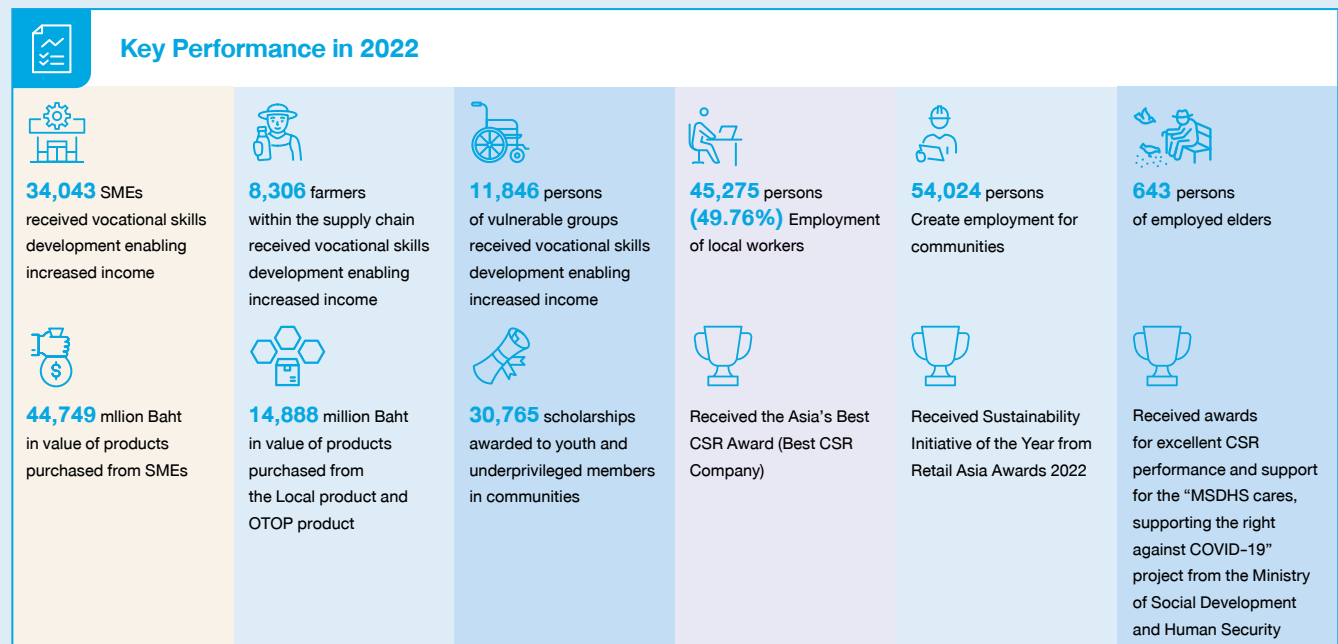 Key Performance in 2022
34,043 SMEs
received vocational skills
development enabling
increased income
8,306 farmers
within the supply chain
received vocational skills
development enabling
increased income
11,846 persons
of vulnerable groups
received vocational skills
development enabling
increased income
45,275 persons
(49.76%) Employment
of local workers
54,024 persons
Create employment for
communities
643 persons
of employed elders
$
44,749 mllion Baht
in value of products
purchased from SMEs
14,888 million Baht
in value of products
purchased from
the Local product and
OTOP product
30,765 scholarships
awarded to youth and
underprivileged members
in communities
Received the Asia's Best
CSR Award (Best CSR
Company)
Received Sustainability
Initiative of the Year from
Retail Asia Awards 2022
Received awards
for excellent CSR
performance and support
for the “MSDHS cares,
supporting the right
against COVID-19”
project from the Ministry
of Social Development
and Human Security